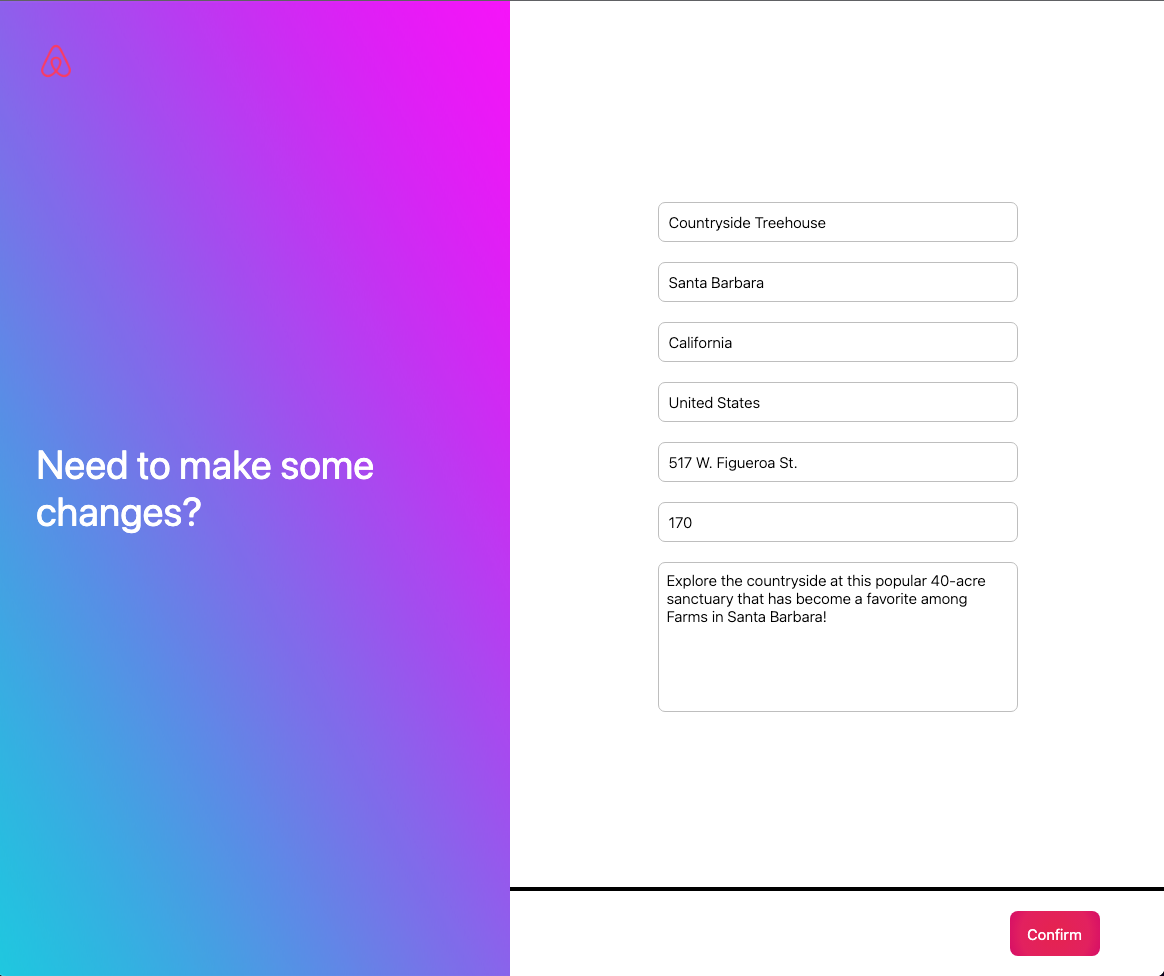 Need to make some
changes?
Countryside Treehouse
Santa Barbara
California
United States
517 W. Figueroa St.
170
Explore the countryside at this popular 40-acre
sanctuary that has become a favorite among
Farms in Santa Barbara!
Confirm